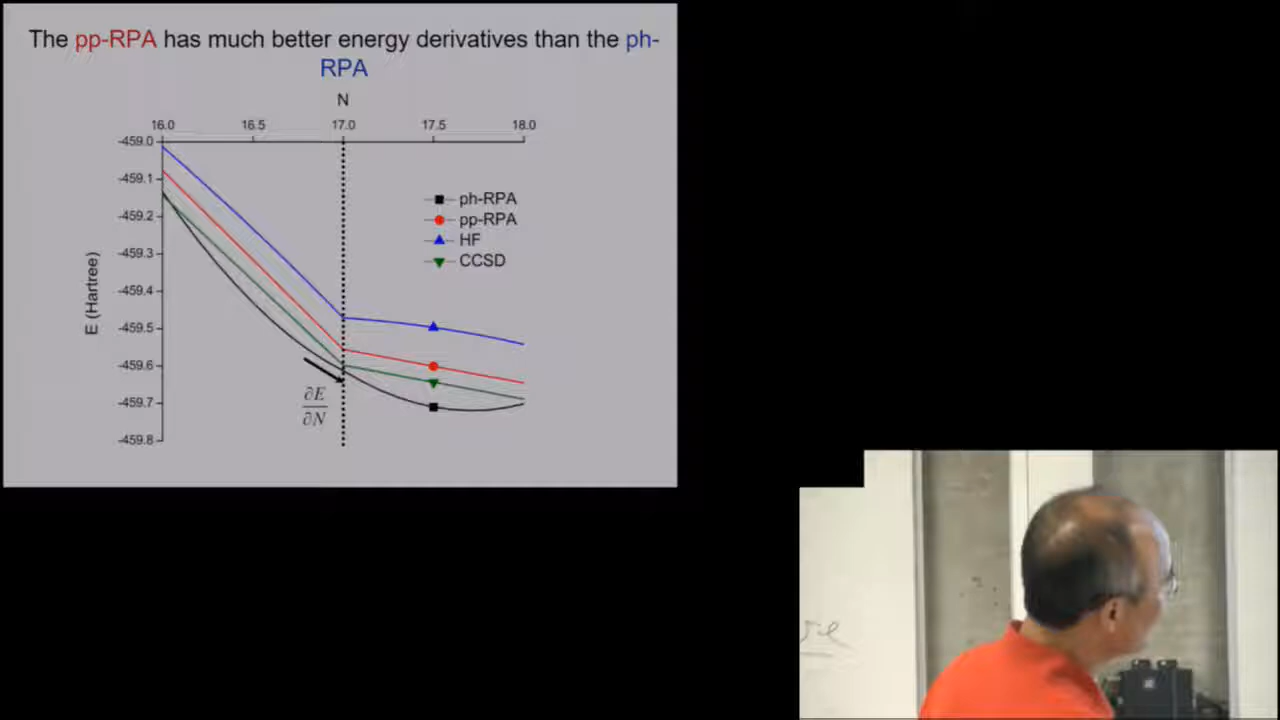 The pp-RPA has much better energy derivatives than the ph-
RPA
N
16.0 16.5 17.0 17.5 18.0
-459.0
-459.1
-459.2
-459.3
-459.4
-459.5
-459.6
-459.7
-459.8
E (Hartree)
ph-RPA
pp-RPA
HF
CCSD
∂E
∂N